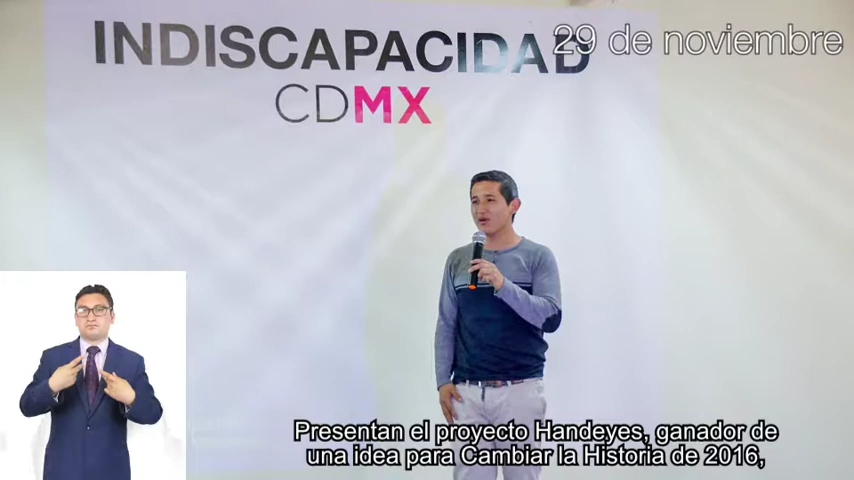 INDISCAPACIDAD
29 de noviembre
CDMX
Presentan el proyecto Handeyes, ganador de
una idea para Cambiar la Historia de 2016,